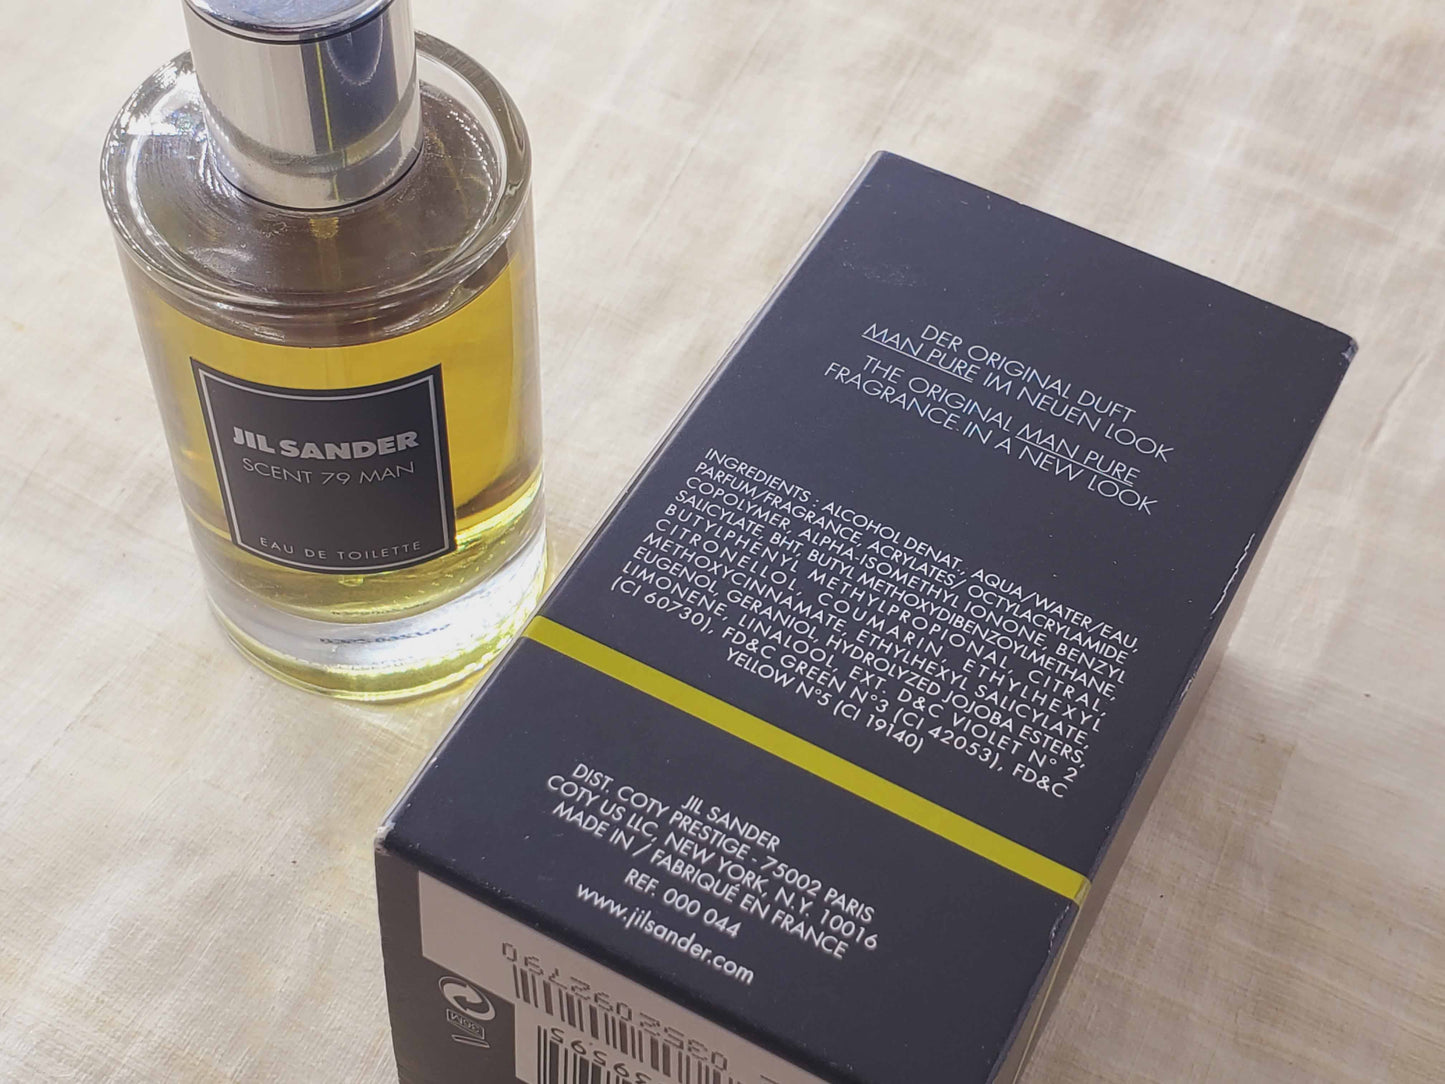 JIL SANDER
SCENT 79 MAN
EAU DE TOILETTE
DER ORIGINAL DUFT
MAN PURE IM NEUEN LOOK
THE ORIGINAL MAN PURE
FRAGRANCE IN A NEW LOOK
INGREDIENTS : ALCOHOL DENAT., AQUA/WATER/EAU,
PARFUM/FRAGRANCE, ACRYLATES/ OCTYLACRYLAMIDE
COPOLYMER, ALPHA-ISOMETHYL IONONE, BENZYL
SALICYLATE, BHT, BUTYL METHOXYDIBENZOYLMETHANE,
BUTYLPHENYL METHYLPROPIONAL, CITRAL,
CITRONELLOL, COUMARIN, ETHYLHEXYL
METHOXYCINNAMATE, ETHYLHEXYL SALICYLATE,
EUGENOL, GERANIOL, HYDROLYZED JOJOBA ESTERS,
LIMONENE, LINALOOL, EXT. D&C VIOLET N° 2
(CI 60730), FD&C GREEN N°3 (CI 42053), FD&C
YELLOW N°5 (CI 19140)
JIL SANDER
DIST. COTY PRESTIGE - 75002 PARIS
COTY US LLC, NEW YORK, N.Y. 10016
MADE IN / FABRIQUÉ EN FRANCE
REF. 000 044
www.jilsander.com